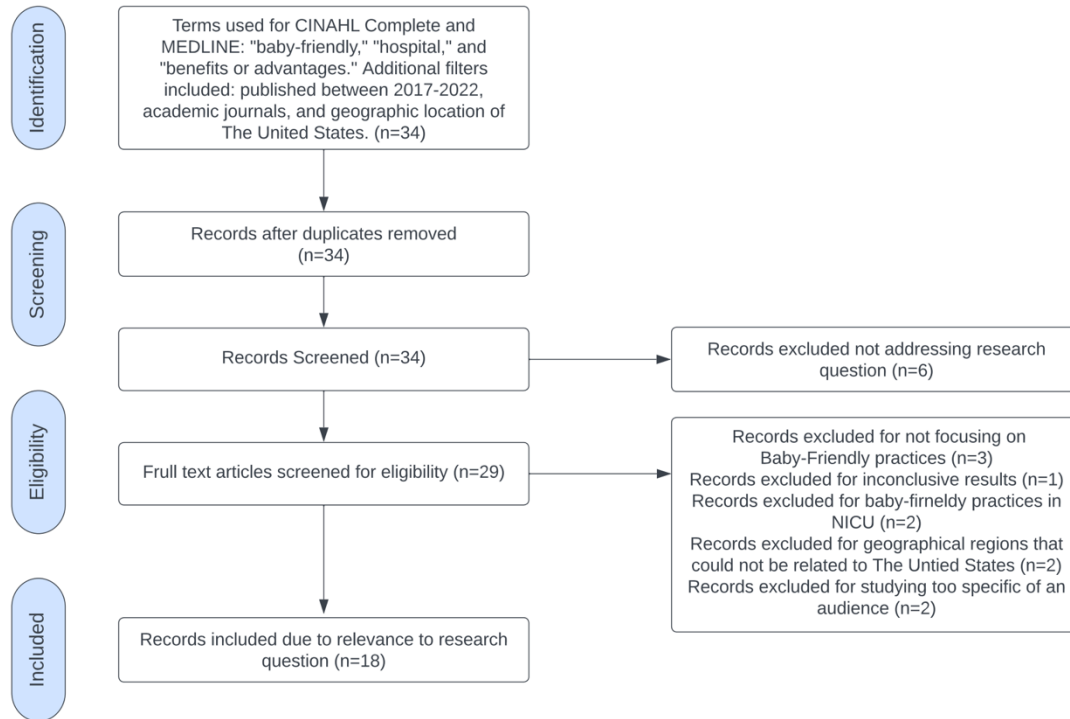 Identification
Terms used for CINAHL Complete and
MEDLINE: "baby-friendly," "hospital," and
"benefits or advantages." Additional filters
included: published between 2017-2022,
academic journals, and geographic location of
The United States. (n=34)
Screening
Records after duplicates removed
(n=34)
Records Screened (n=34)
Records excluded not addressing research
question (n=6)
Eligibility
Frull text articles screened for eligibility (n=29)
Records excluded for not focusing on
Baby-Friendly practices (n=3)
Records excluded for inconclusive results (n=1)
Records excluded for baby-firneldy practices in
NICU (n=2)
Records excluded for geographical regions that
could not be related to The Untied States (n=2)
Records excluded for studying too specific of an
audience (n=2)
Included
Records included due to relevance to research
question (n=18)